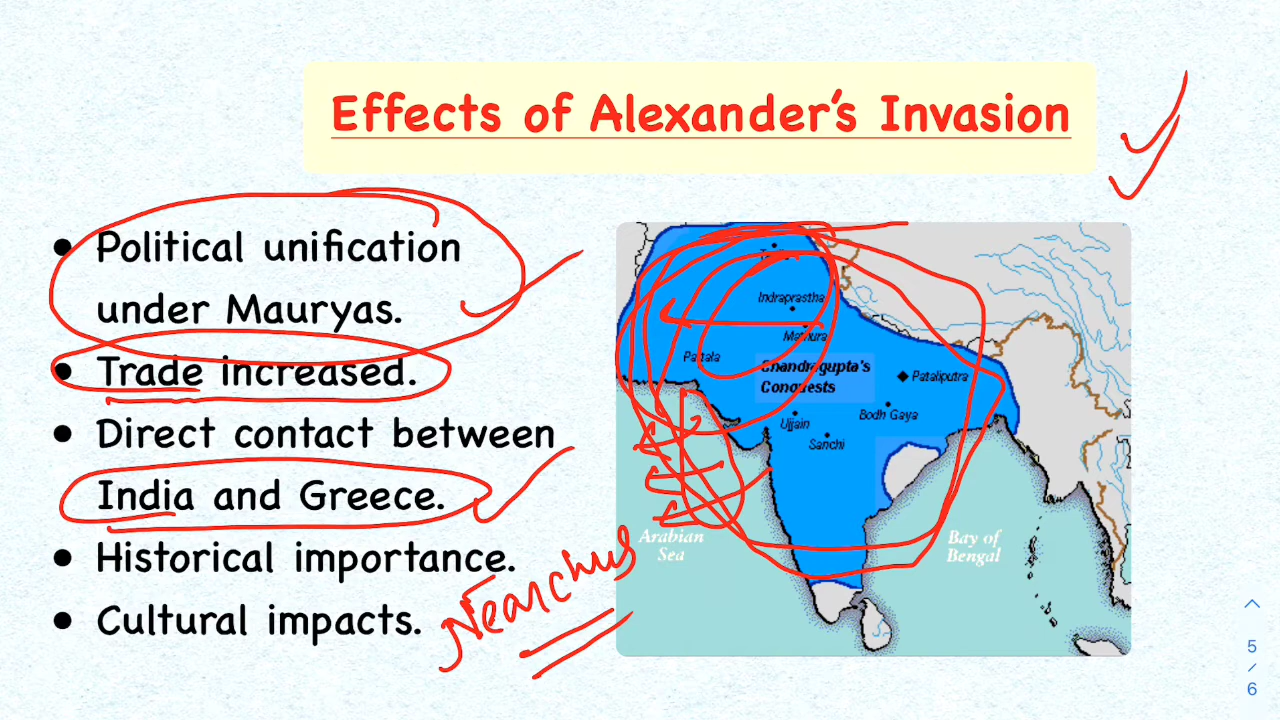 Effects of Alexander's Invasion
• Political unification
under Mauryas.
• Trade increased.
• Direct contact between
India and Greece.
• Historical importance.
• Cultural impacts.
Nearchus
Indraprastha
Mathura
Pattala
Chandragupta's
Conquests
Pataliputra
Bodh Gaya
Ujjain
Sanchi
Arabian
Sea
Bay of
Bengal
5
/
6